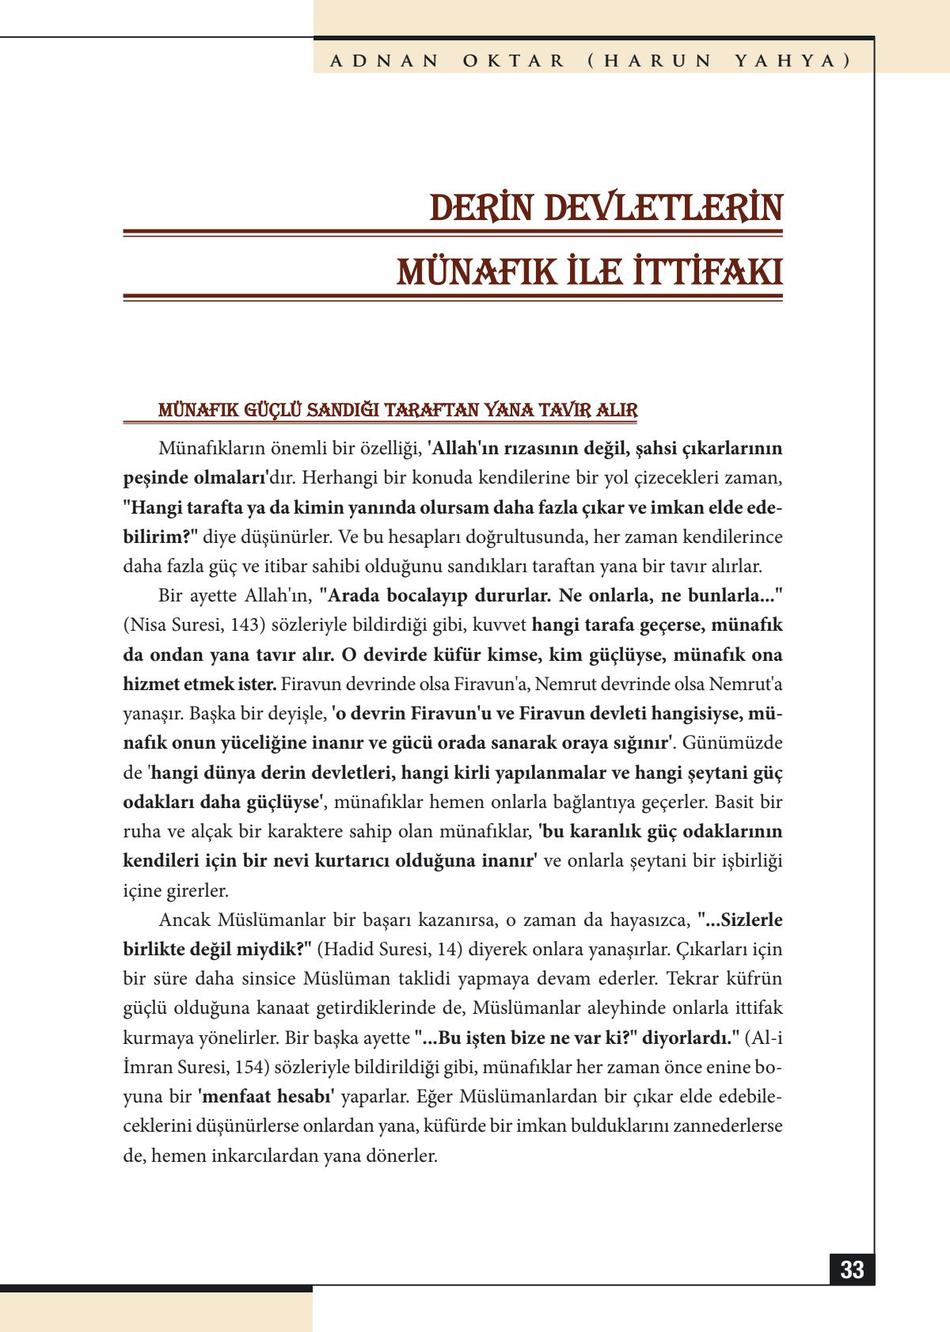 ADNAN OKTAR (HARUN YAHYA)
DERİN DEVLETLERİN
MÜNAFIK İLE İTTİFAKI
MÜNAFIK GÜÇLÜ SANDIĞI TARAFTAN YANA TAVIR ALIR
Münafıkların önemli bir özelliği, 'Allah'ın rızasının değil, şahsi çıkarlarının
peşinde olmaları'dır. Herhangi bir konuda kendilerine bir yol çizecekleri zaman,
"Hangi tarafta ya da kimin yanında olursam daha fazla çıkar ve imkan elde ede-
bilirim?" diye düşünürler. Ve bu hesapları doğrultusunda, her zaman kendilerince
daha fazla güç ve itibar sahibi olduğunu sandıkları taraftan yana bir tavır alırlar.
Bir ayette Allah'ın, "Arada bocalayıp dururlar. Ne onlarla, ne bunlarla..."
(Nisa Suresi, 143) sözleriyle bildirdiği gibi, kuvvet hangi tarafa geçerse, münafık
da ondan yana tavır alır. O devirde küfür kimse, kim güçlüyse, münafık ona
hizmet etmek ister. Firavun devrinde olsa Firavun'a, Nemrut devrinde olsa Nemrut'a
yanaşır. Başka bir deyişle, 'o devrin Firavun'u ve Firavun devleti hangisiyse, mü-
nafık onun yüceliğine inanır ve gücü orada sanarak oraya sığınır'. Günümüzde
de 'hangi dünya derin devletleri, hangi kirli yapılanmalar ve hangi şeytani güç
odakları daha güçlüyse', münafıklar hemen onlarla bağlantıya geçerler. Basit bir
ruha ve alçak bir karaktere sahip olan münafıklar, 'bu karanlık güç odaklarının
kendileri için bir nevi kurtarıcı olduğuna inanır' ve onlarla şeytani bir işbirliği
içine girerler.
Ancak Müslümanlar bir başarı kazanırsa, o zaman da hayasızca, "...Sizlerle
birlikte değil miydik?" (Hadid Suresi, 14) diyerek onlara yanaşırlar. Çıkarları için
bir süre daha sinsice Müslüman taklidi yapmaya devam ederler. Tekrar küfrün
güçlü olduğuna kanaat getirdiklerinde de, Müslümanlar aleyhinde onlarla ittifak
kurmaya yönelirler. Bir başka ayette "...Bu işten bize ne var ki?" diyorlardı." (Al-i
İmran Suresi, 154) sözleriyle bildirildiği gibi, münafıklar her zaman önce enine bo-
yuna bir 'menfaat hesabı' yaparlar. Eğer Müslümanlardan bir çıkar elde edebile-
ceklerini düşünürlerse onlardan yana, küfürde bir imkan bulduklarını zannederlerse
de, hemen inkarcılardan yana dönerler.
33